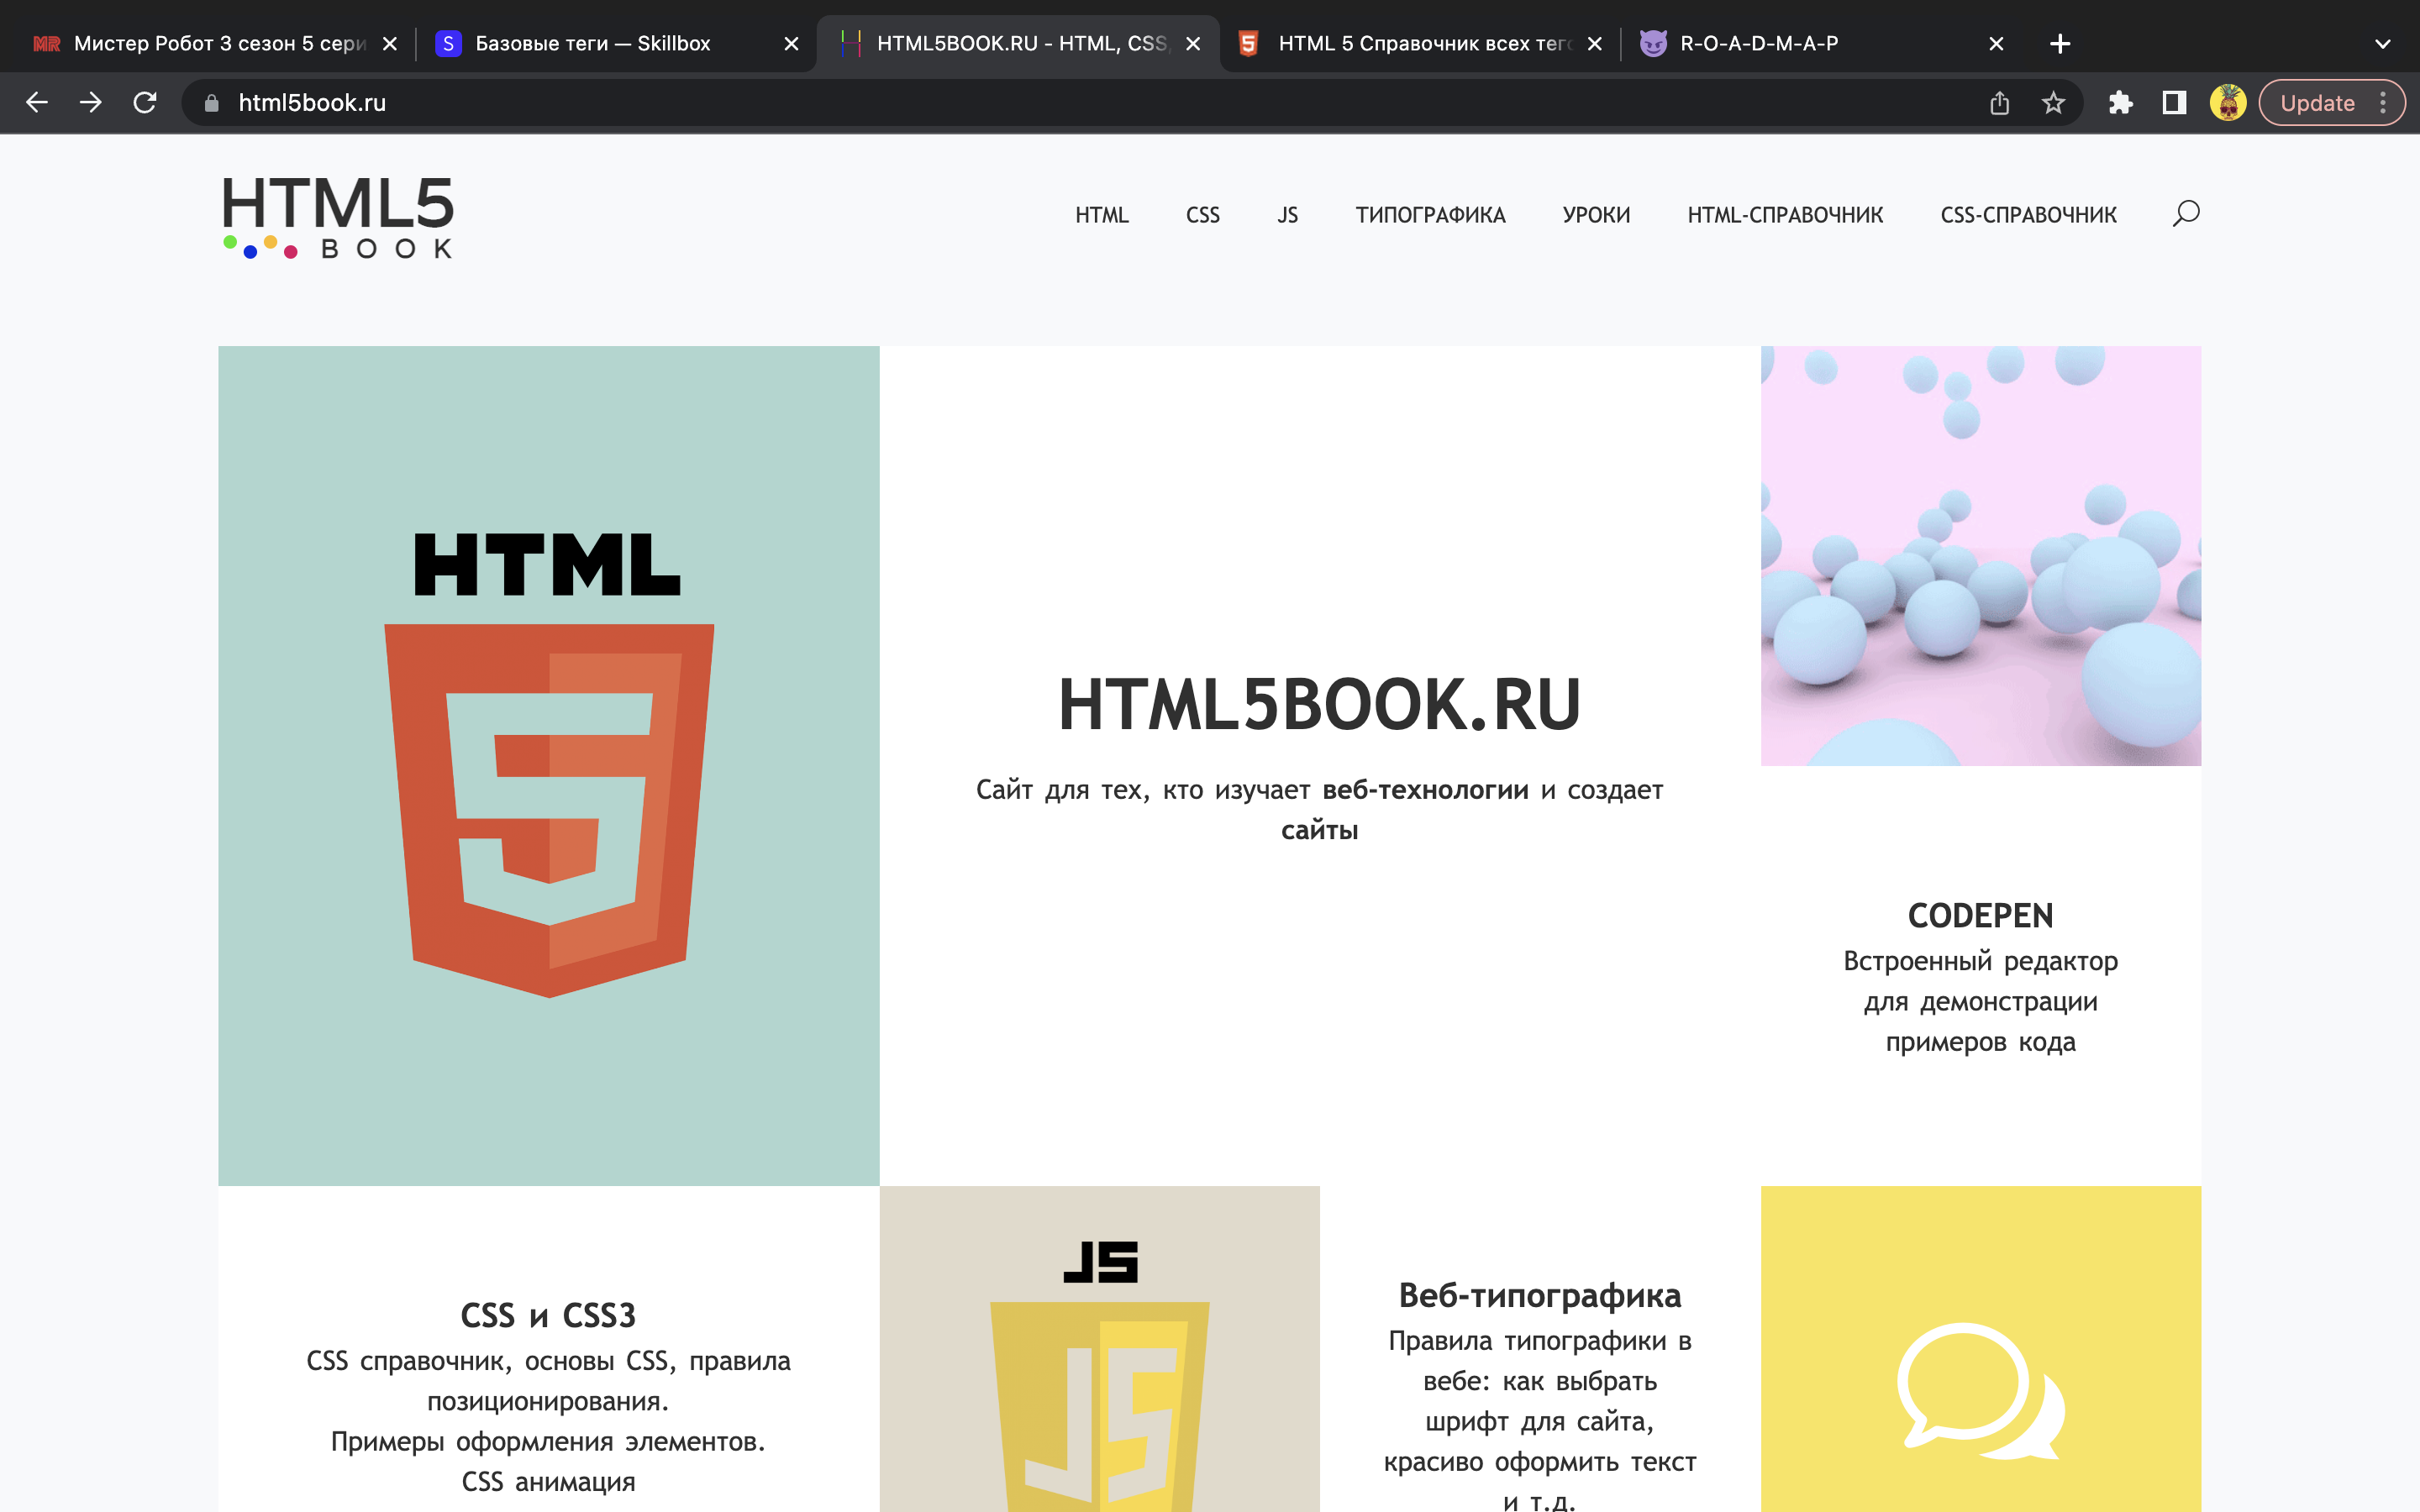 MR Мистер Робот 3 сезон 5 сери
S Базовые теги — Skillbox
HTML5BOOK.RU - HTML, CSS,
5 HTML 5 Справочник всех тего
R-O-A-D-M-A-P
html5book.ru
Update
HTML5
BOOK
HTML
CSS
JS
ТИПОГРАФИКА
УРОКИ
HTML-СПРАВОЧНИК
CSS-СПРАВОЧНИК
HTML
5
HTML5BOOK.RU
Сайт для тех, кто изучает веб-технологии и создает
сайты
CODEPEN
Встроенный редактор
для демонстрации
примеров кода
CSS и CSS3
CSS справочник, основы CSS, правила
позиционирования.
Примеры оформления элементов.
CSS анимация
JS
JS
Веб-типографика
Правила типографики в
вебе: как выбрать
шрифт для сайта,
красиво оформить текст
и т.д.